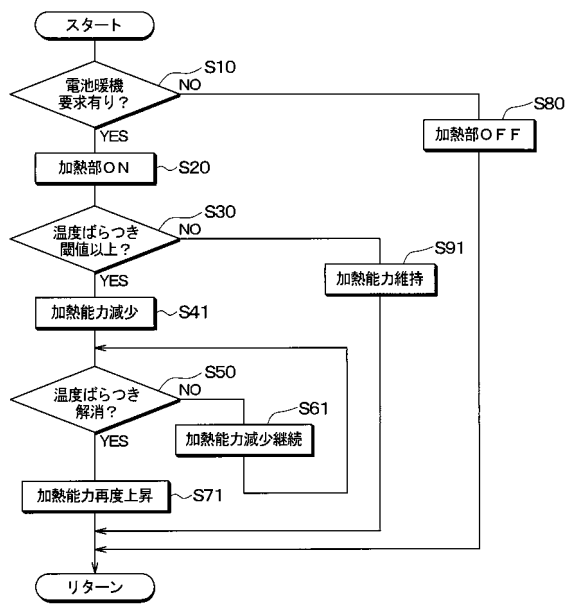 スタート
電池暖機
要求有り?
S10
NO
YES
加熱部OFF
S80
加熱部ON
S20
温度ばらつき
閾値以上?
S30
NO
YES
加熱能力維持
S91
加熱能力減少
S41
温度ばらつき
解消?
S50
NO
YES
加熱能力減少継続
S61
加熱能力再度上昇
S71
リターン